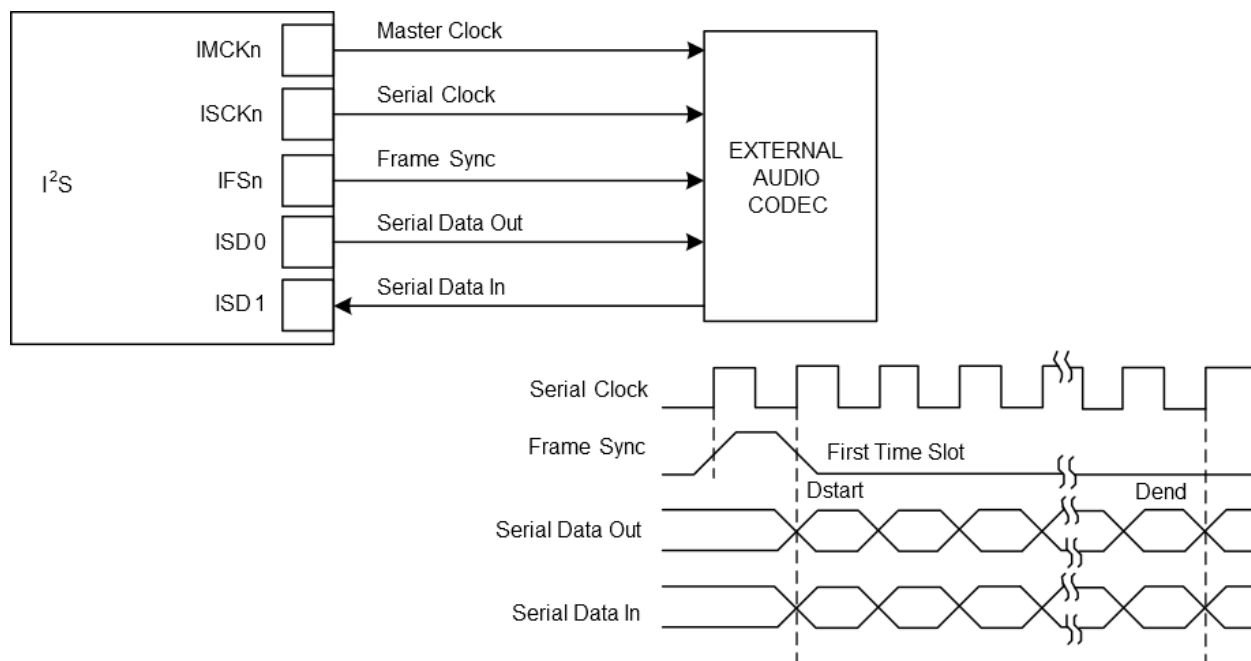 IMCKn
Master Clock
ISCKn
Serial Clock
IFSn
Frame Sync
I²S
EXTERNAL
AUDIO
CODEC
ISD0
Serial Data Out
ISD1
Serial Data In
Serial Clock
Frame Sync
First Time Slot
Dstart
Dend
Serial Data Out
Serial Data In